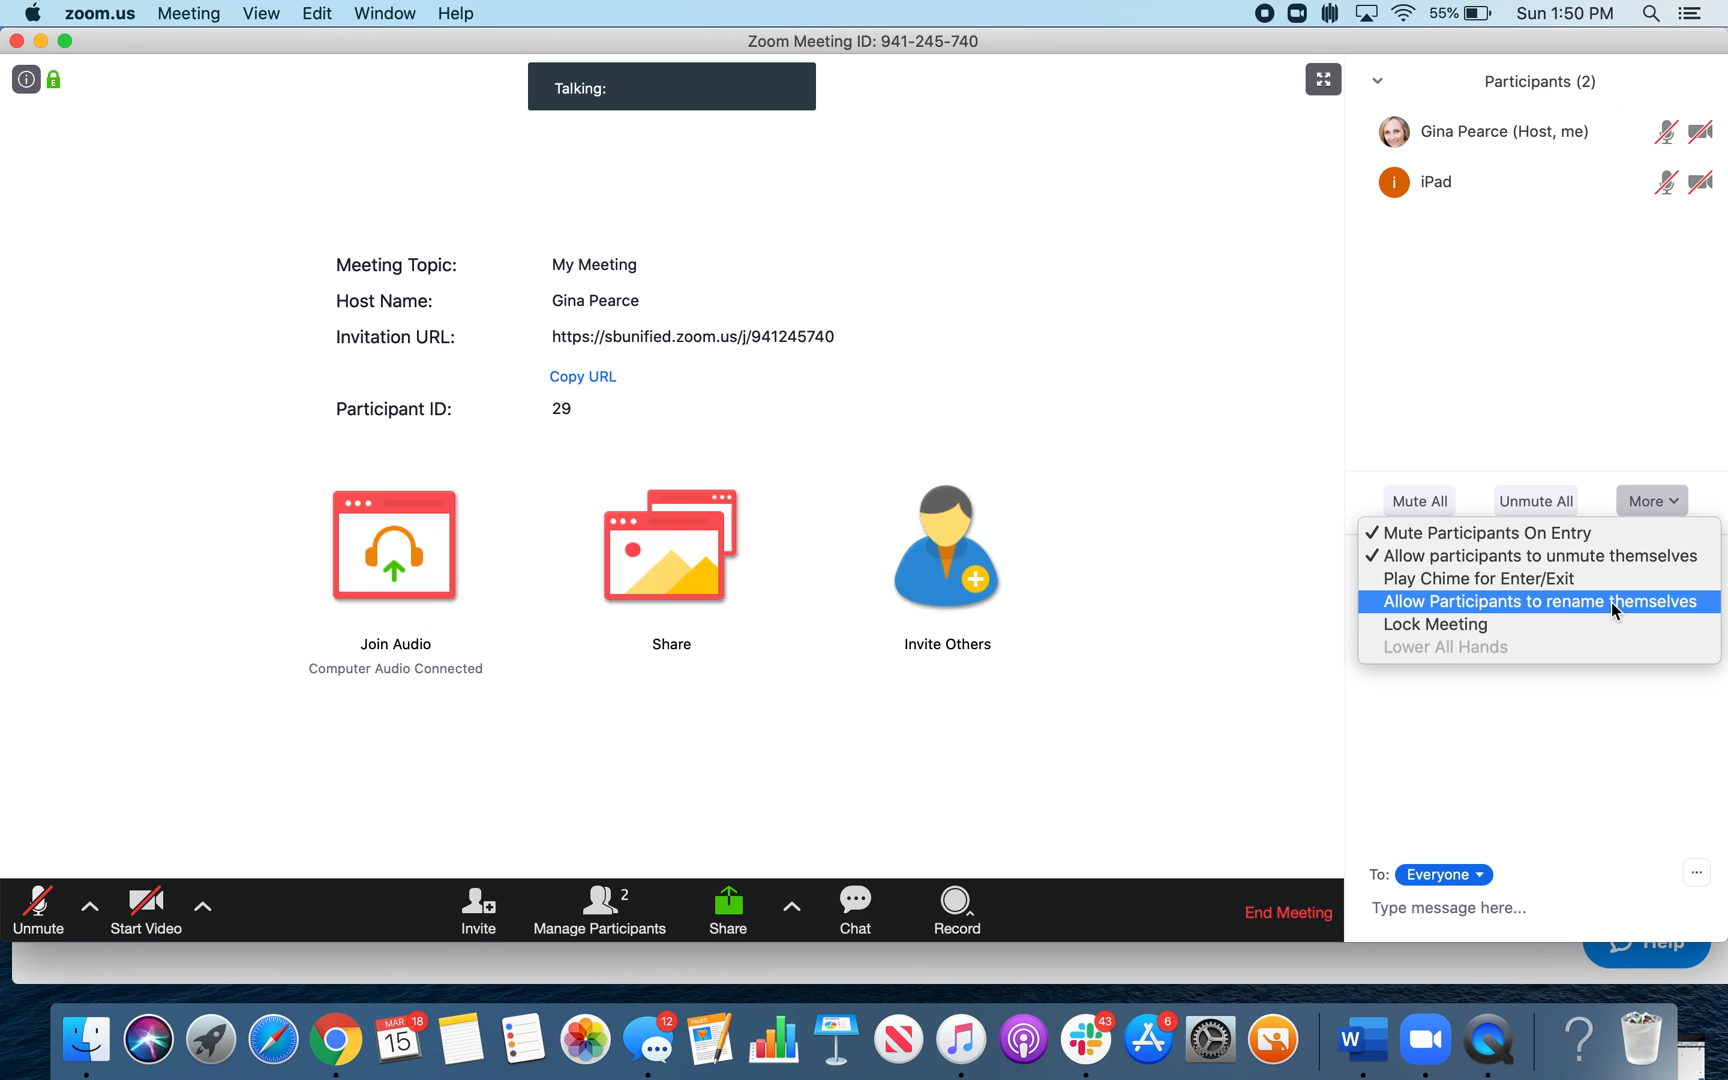 zoom.us Meeting View Edit Window Help 55% Sun 1:50 PM
Zoom Meeting ID: 941-245-740
Talking:
Participants (2)
Gina Pearce (Host, me)
i iPad
Meeting Topic: My Meeting
Host Name: Gina Pearce
Invitation URL: https://sbunified.zoom.us/j/941245740
Copy URL
Participant ID: 29
Mute All Unmute All More
✓ Mute Participants On Entry
✓ Allow participants to unmute themselves
Play Chime for Enter/Exit
Allow Participants to rename themselves
Lock Meeting
Lower All Hands
Join Audio Share Invite Others
Computer Audio Connected
To: Everyone
Type message here...
2
Unmute Start Video Invite Manage Participants Share Chat Record End Meeting
Help
MAR 18
15
12
PAGES
43
6
W
?